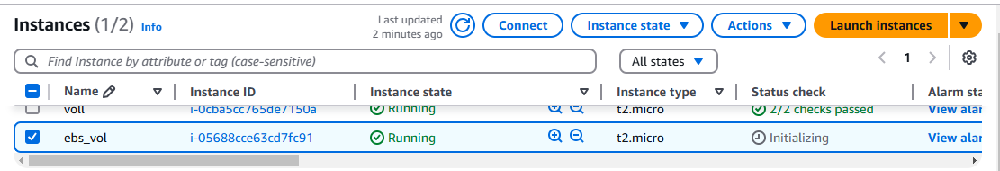 Instances (1/2) Info
Last updated
2 minutes ago
Connect
Instance state
Actions
Launch instances
Find Instance by attribute or tag (case-sensitive)
All states
1
Name Instance ID Instance state Instance type Status check Alarm sta
voll i-0cba5cc765de7150a Running t2.micro 2/2 checks passed View alar
ebs_vol i-05688cce63cd7fc91 Running t2.micro Initializing View alar